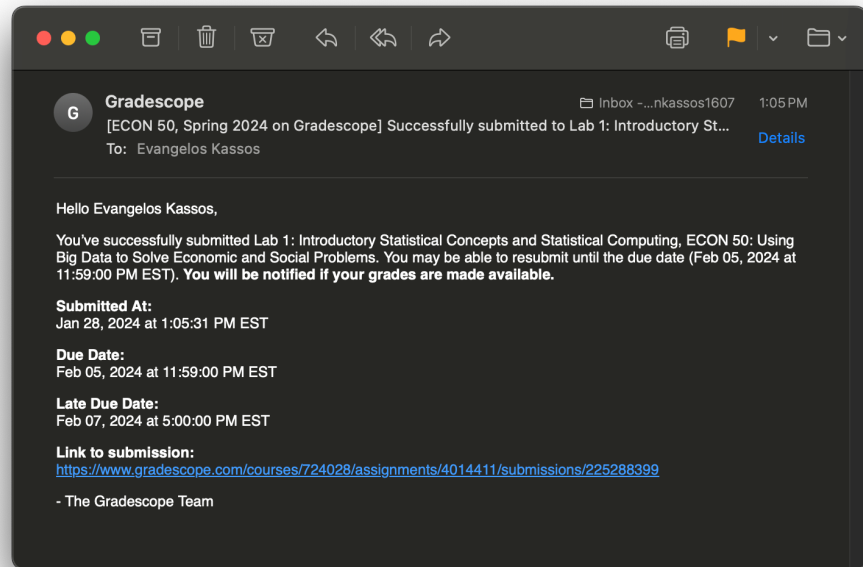 G
Gradescope
Inbox -...nkassos1607
1:05 PM
[ECON 50, Spring 2024 on Gradescope] Successfully submitted to Lab 1: Introductory St...
Details
To: Evangelos Kassos
Hello Evangelos Kassos,
You've successfully submitted Lab 1: Introductory Statistical Concepts and Statistical Computing, ECON 50: Using
Big Data to Solve Economic and Social Problems. You may be able to resubmit until the due date (Feb 05, 2024 at
11:59:00 PM EST). You will be notified if your grades are made available.
Submitted At:
Jan 28, 2024 at 1:05:31 PM EST
Due Date:
Feb 05, 2024 at 11:59:00 PM EST
Late Due Date:
Feb 07, 2024 at 5:00:00 PM EST
Link to submission:
https://www.gradescope.com/courses/724028/assignments/4014411/submissions/225288399
- The Gradescope Team